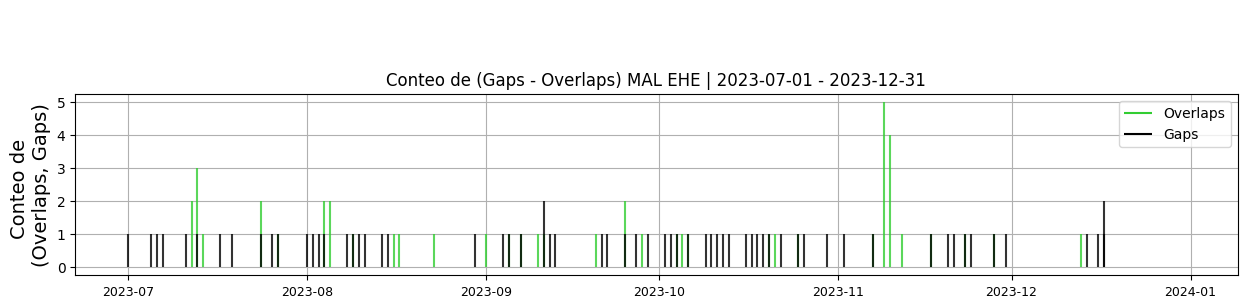 Conteo de (Gaps - Overlaps) MAL EHE | 2023-07-01 - 2023-12-31
Conteo de
(Overlaps, Gaps)
5
4
3
2
1
0
Overlaps
Gaps
2023-07
2023-08
2023-09
2023-10
2023-11
2023-12
2024-01